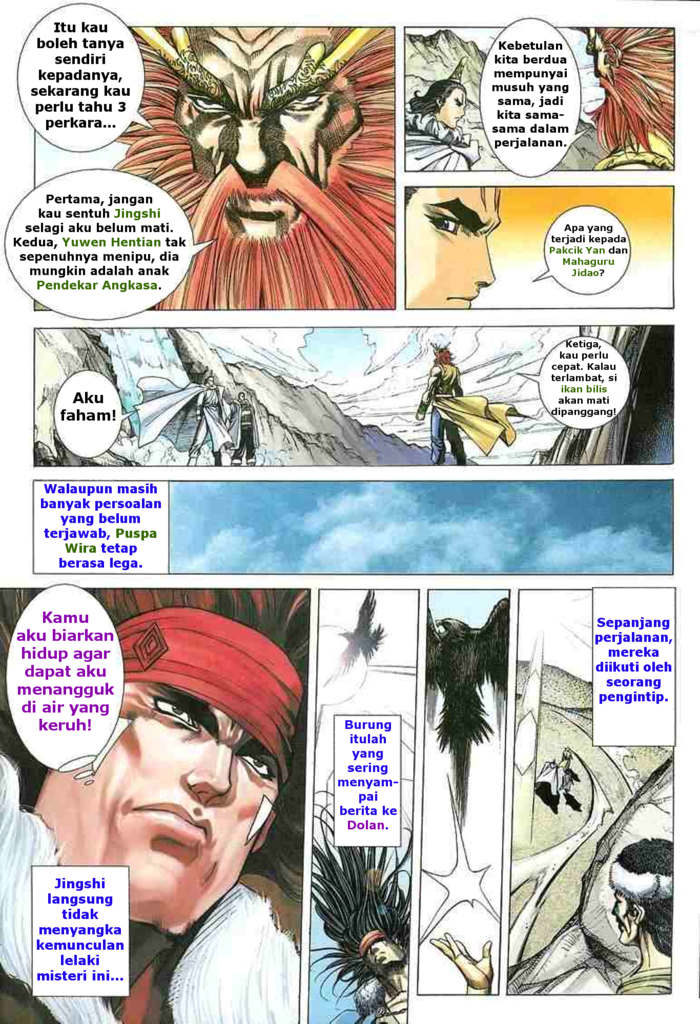 Itu kau
boleh tanya
sendiri
kepadanya,
sekarang kau
perlu tahu 3
perkara...
Kebetulan
kita berdua
mempunyai
musuh yang
sama, jadi
kita sama-
sama dalam
perjalanan.
Pertama, jangan
kau sentuh Jingshi
selagi aku belum mati.
Kedua, Yuwen Hentian tak
sepenuhnya menipu, dia
mungkin adalah anak
Pendekar Angkasa.
Apa yang
terjadi kepada
Pakcik Yan dan
Mahaguru
Jidao?
Aku
faham!
Ketiga,
kau perlu
cepat. Kalau
terlambat, si
ikan bilis
akan mati
dipanggang!
Walaupun masih
banyak persoalan
yang belum
terjawab, Puspa
Wira tetap
berasa lega.
Kamu
aku biarkan
hidup agar
dapat aku
menangguk
di air yang
keruh!
Jingshi
langsung
tidak
menyangka
kemunculan
lelaki
misteri ini...
Burung
itulah
yang
sering
menyam-
pai
berita ke
Dolan.
Sepanjang
perjalanan,
mereka
diikuti oleh
seorang
pengintip.